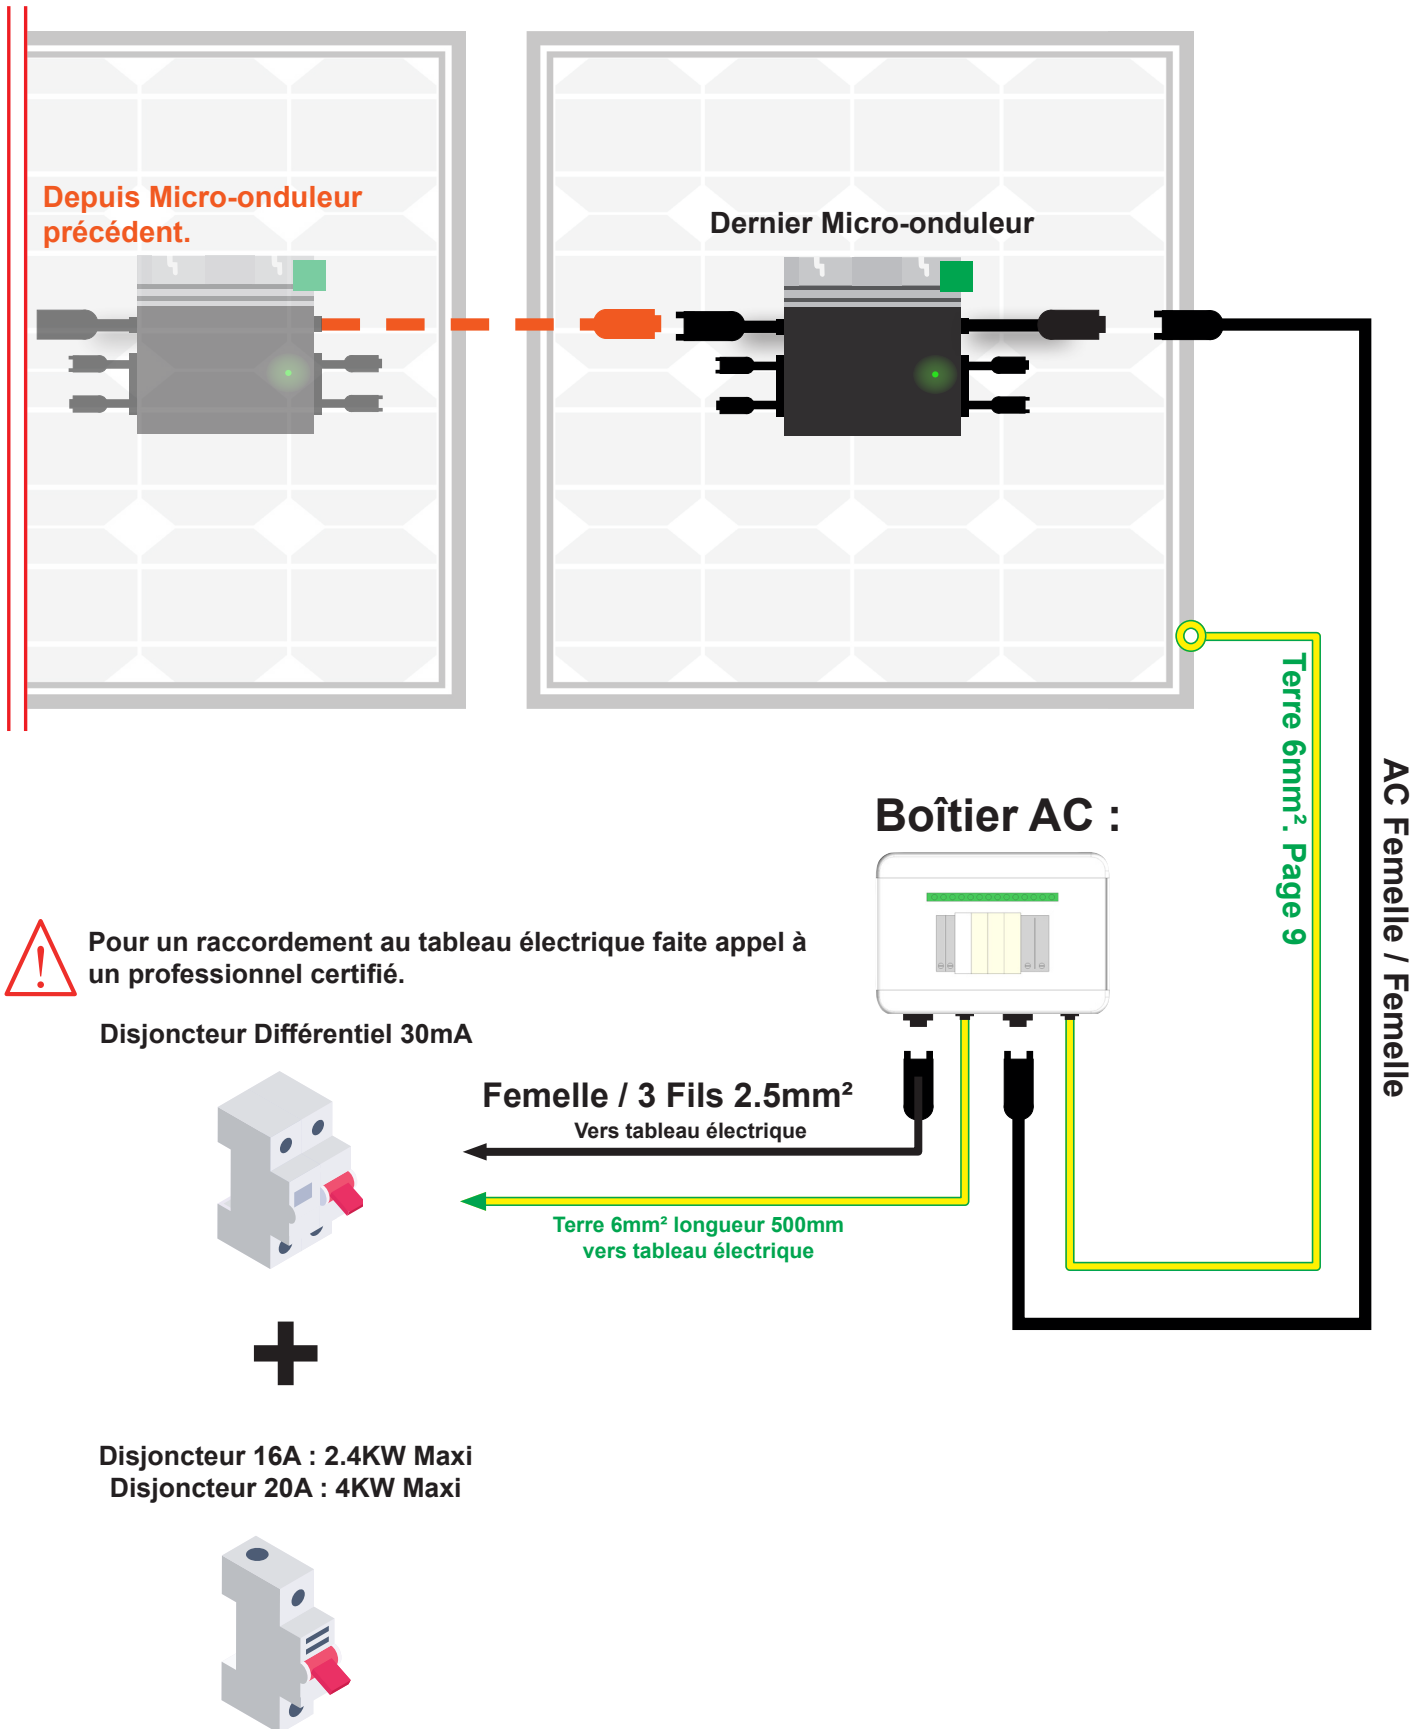 Depuis Micro-onduleur
précédent.
Dernier Micro-onduleur
Terre 6mm². Page 9
AC Femelle / Femelle
Boîtier AC :
Pour un raccordement au tableau électrique faite appel à
un professionnel certifié.
Disjoncteur Différentiel 30mA
Femelle / 3 Fils 2.5mm²
Vers tableau électrique
Terre 6mm² longueur 500mm
vers tableau électrique
Disjoncteur 16A : 2.4KW Maxi
Disjoncteur 20A : 4KW Maxi